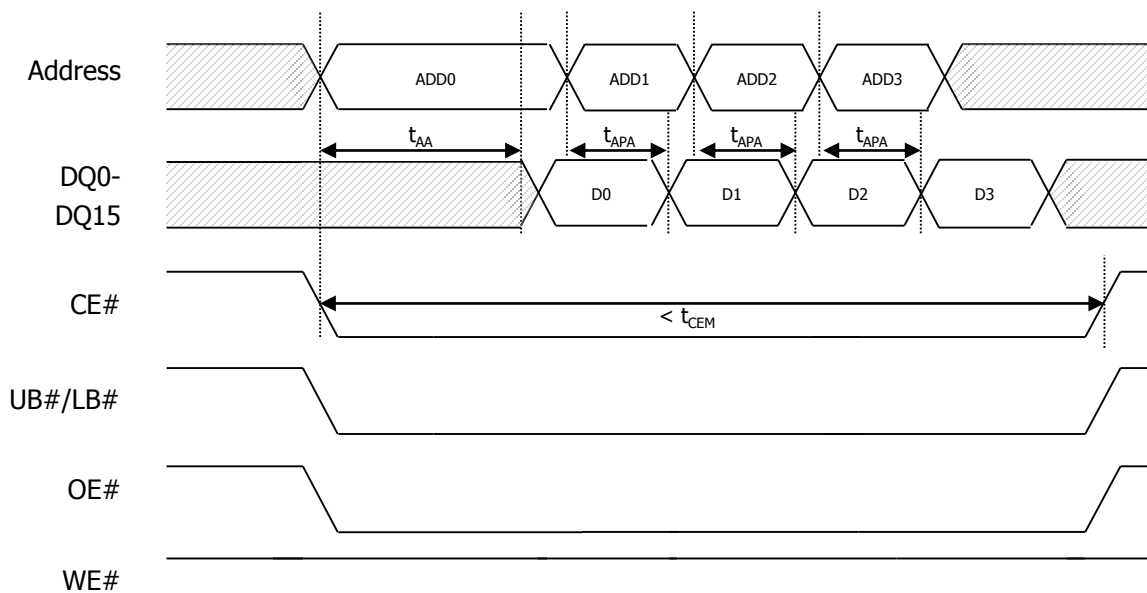 Address
ADD0 ADD1 ADD2 ADD3
tAA tAPA tAPA tAPA
DQ0-
DQ15
D0 D1 D2 D3
CE#
< tCEM
UB#/LB#
OE#
WE#